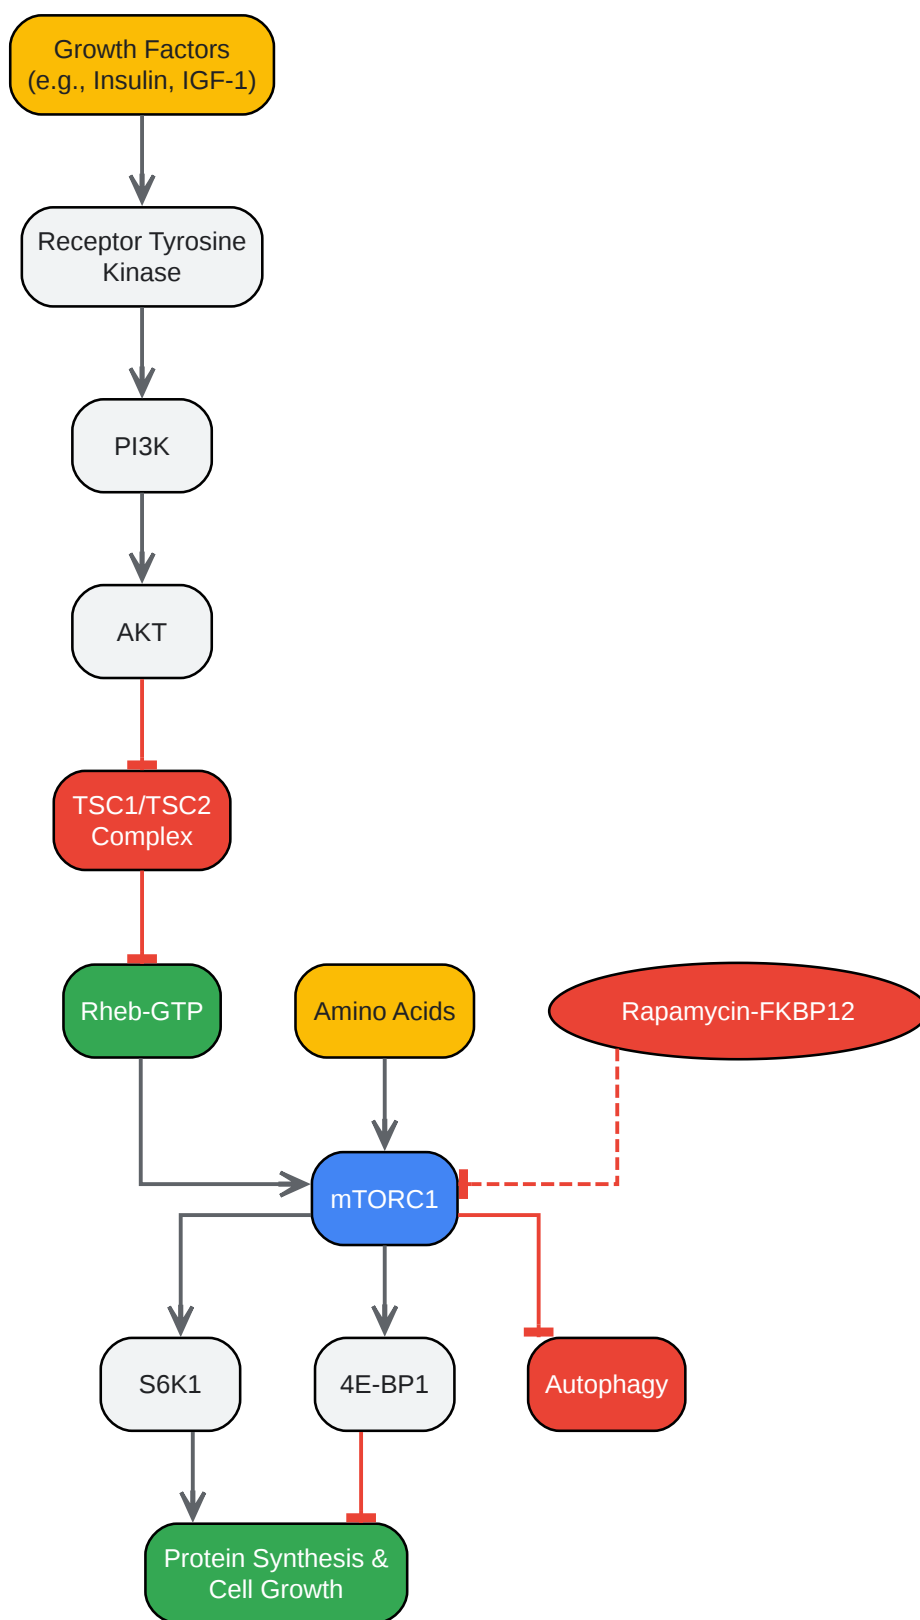 Growth Factors
(e.g., Insulin, IGF-1)
Receptor Tyrosine
Kinase
PI3K
AKT
TSC1/TSC2
Complex
Rheb-GTP
Amino Acids
Rapamycin-FKBP12
mTORC1
S6K1
4E-BP1
Autophagy
Protein Synthesis &
Cell Growth